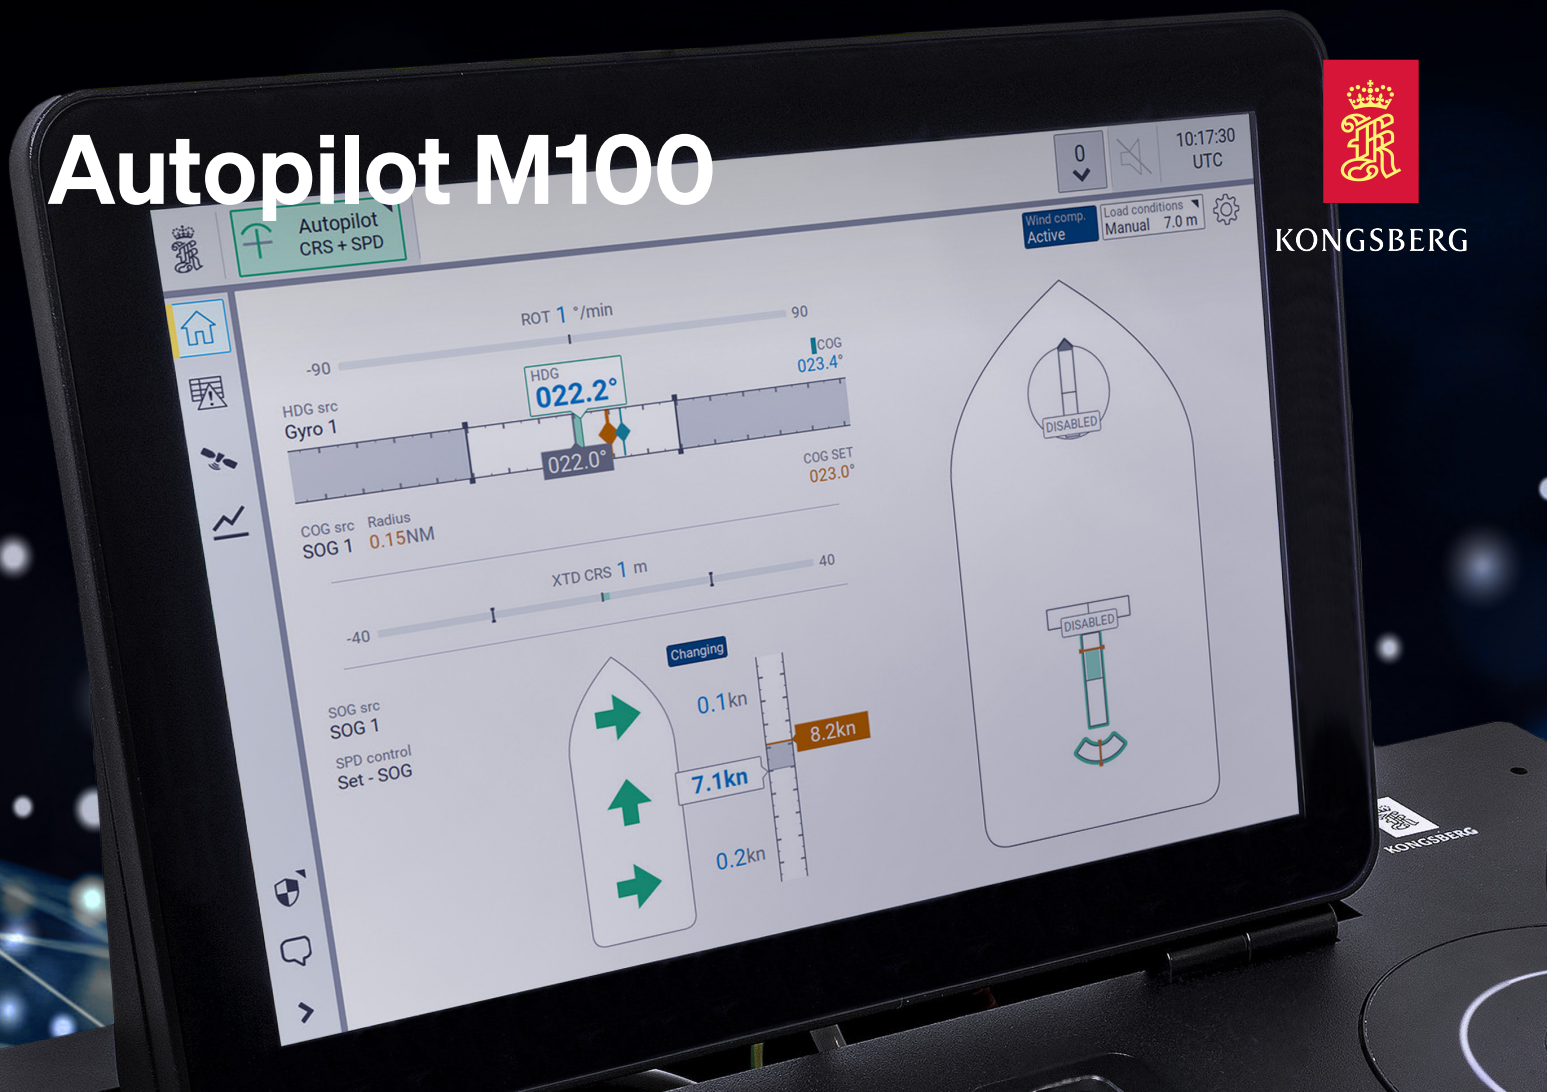 Autopilot M100
KONGSBERG
Autopilot
CRS + SPD
0
10:17:30
UTC
Wind comp.
Active
Load conditions
Manual 7.0 m
ROT 1 °/min
-90
90
HDG
022.2°
COG
023.4°
HDG src
Gyro 1
022.0°
COG SET
023.0°
COG src
SOG 1
Radius
0.15NM
XTD CRS 1 m
-40
40
DISABLED
DISABLED
Changing
SOG src
SOG 1
0.1kn
8.2kn
SPD control
Set - SOG
7.1kn
0.2kn
KONGSBERG